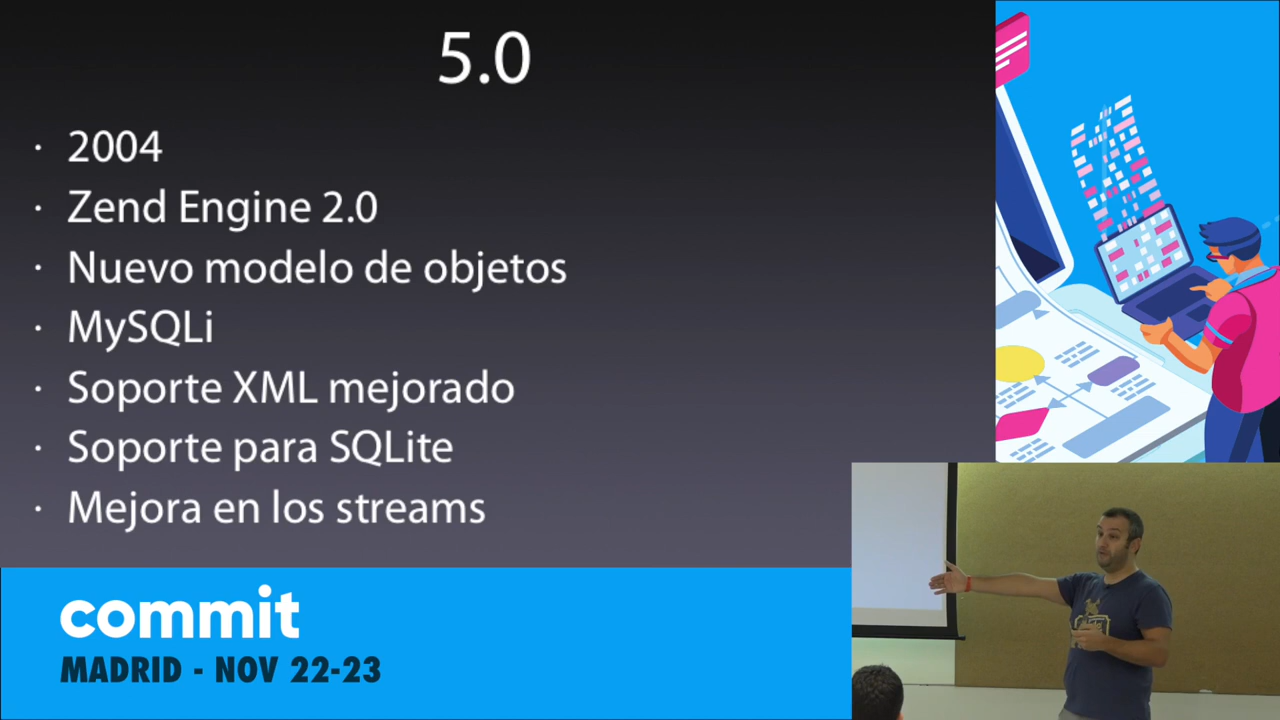 5.0
· 2004
· Zend Engine 2.0
· Nuevo modelo de objetos
· MySQLi
· Soporte XML mejorado
· Soporte para SQLite
· Mejora en los streams
commit
MADRID - NOV 22-23